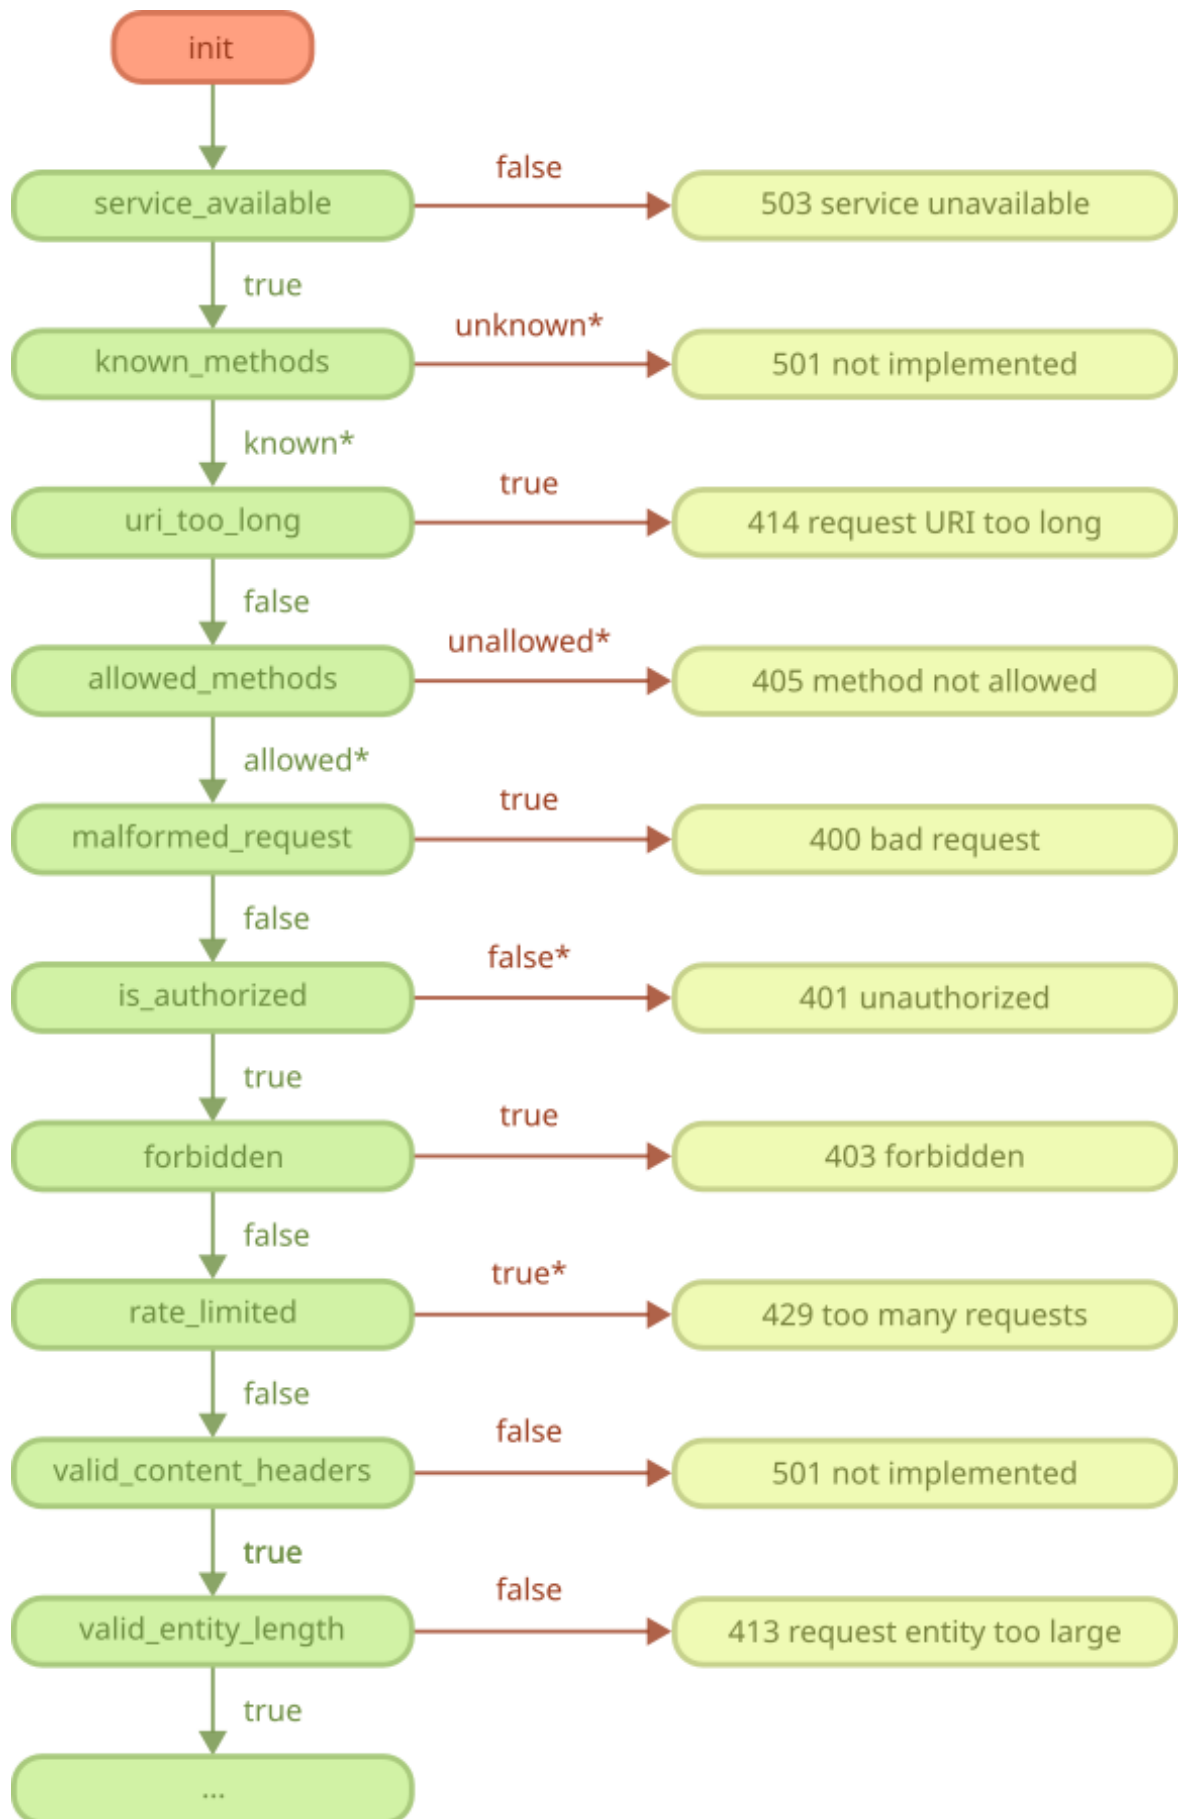 init
false
service_available
503 service unavailable
true
unknown*
known_methods
501 not implemented
known*
true
uri_too_long
414 request URI too long
false
unallowed*
allowed_methods
405 method not allowed
allowed*
true
malformed_request
400 bad request
false
false*
is_authorized
401 unauthorized
true
true
forbidden
403 forbidden
false
true*
rate_limited
429 too many requests
false
false
valid_content_headers
501 not implemented
true
false
valid_entity_length
413 request entity too large
true
...